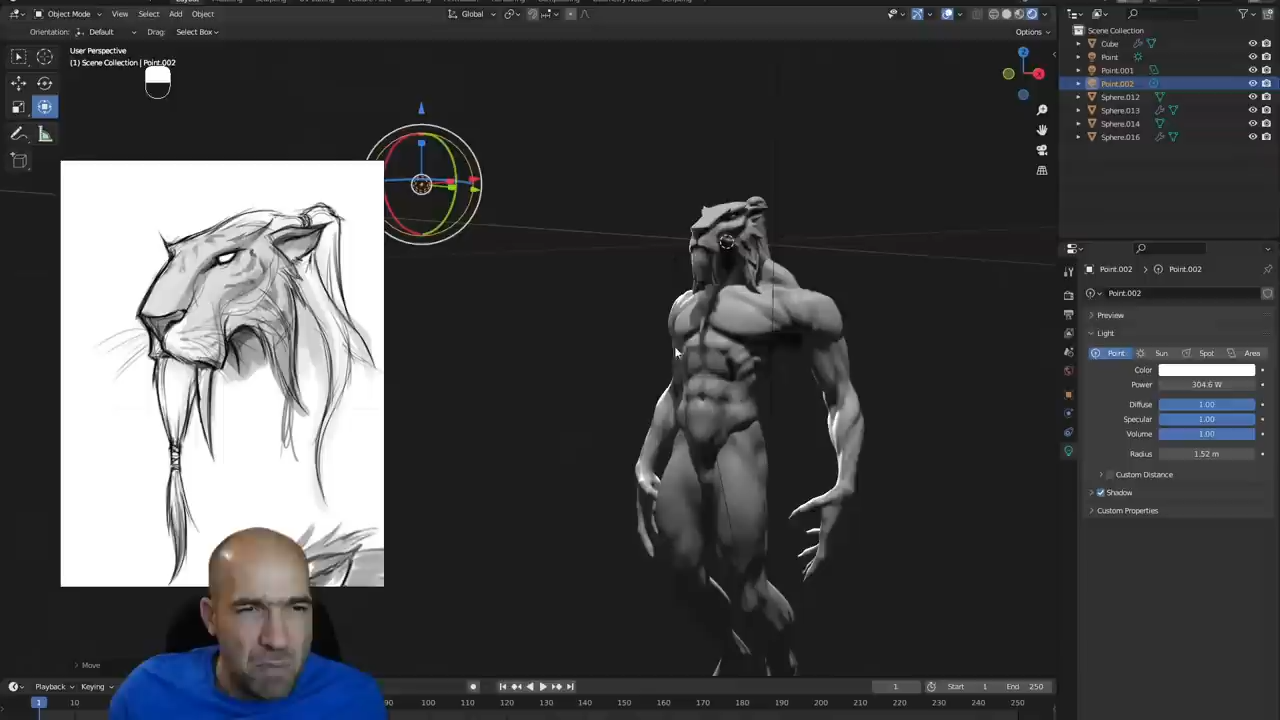 Object Mode View Select Add Object Global Options
Orientation: Default Drag: Select Box
User Perspective
(1) Scene Collection | Point.002
Scene Collection
Cube
Point
Point.001
Point.002
Sphere.012
Sphere.013
Sphere.014
Sphere.016
Z
X
Point.002 Point.002
Point.002
Preview
Light
Point Sun Spot Area
Color
Power 304.6 W
Diffuse 1.00
Specular 1.00
Volume 1.00
Radius 1.52 m
Custom Distance
Shadow
Custom Properties
Move
Playback Keying 1 Start 1 End 250
1 10 100 110 120 130 140 150 160 170 180 190 200 210 220 230 240 250